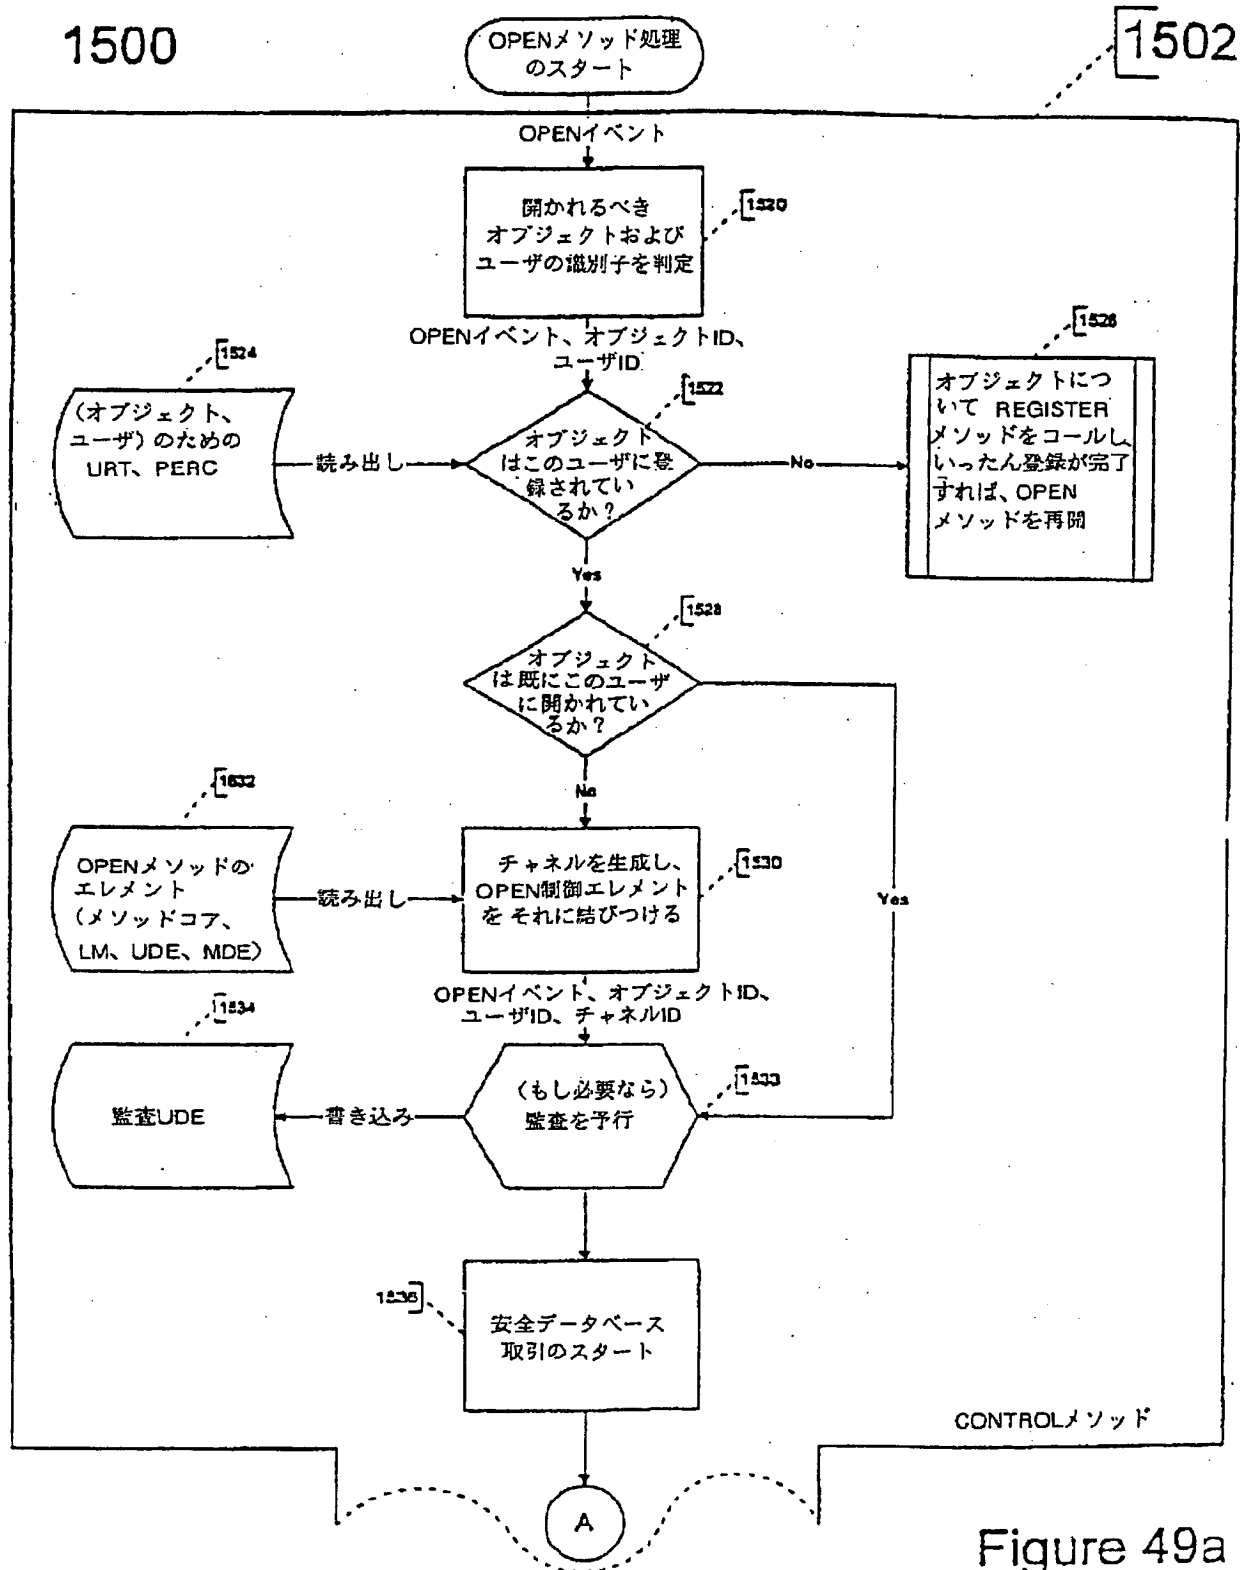 1500
OPENメソッド処理
のスタート
1502
OPENイベント
開かれるべき
オブジェクトおよび
ユーザの識別子を判定
1520
OPENイベント、オブジェクトID、
ユーザID
1524
(オブジェクト、
ユーザ)のための
URT、PERC
読み出し
オブジェクト
はこのユーザに登
録されてい
るか?
1522
No
1526
オブジェクトにつ
いて REGISTER
メソッドをコールし、
いったん登録が完了
すれば、OPEN
メソッドを再開
Yes
1528
オブジェクト
は既にこのユーザ
に開かれてい
るか?
No
Yes
1532
OPENメソッドの
エレメント
(メソッドコア、
LM、UDE、MDE)
読み出し
チャネルを生成し、
OPEN制御エレメント
を それに結びつける
1530
OPENイベント、オブジェクトID、
ユーザID、チャネルID
1534
監査UDE
書き込み
(もし必要なら)
監査を予行
1533
1536
安全データベース
取引のスタート
CONTROLメソッド
A
Figure 49a